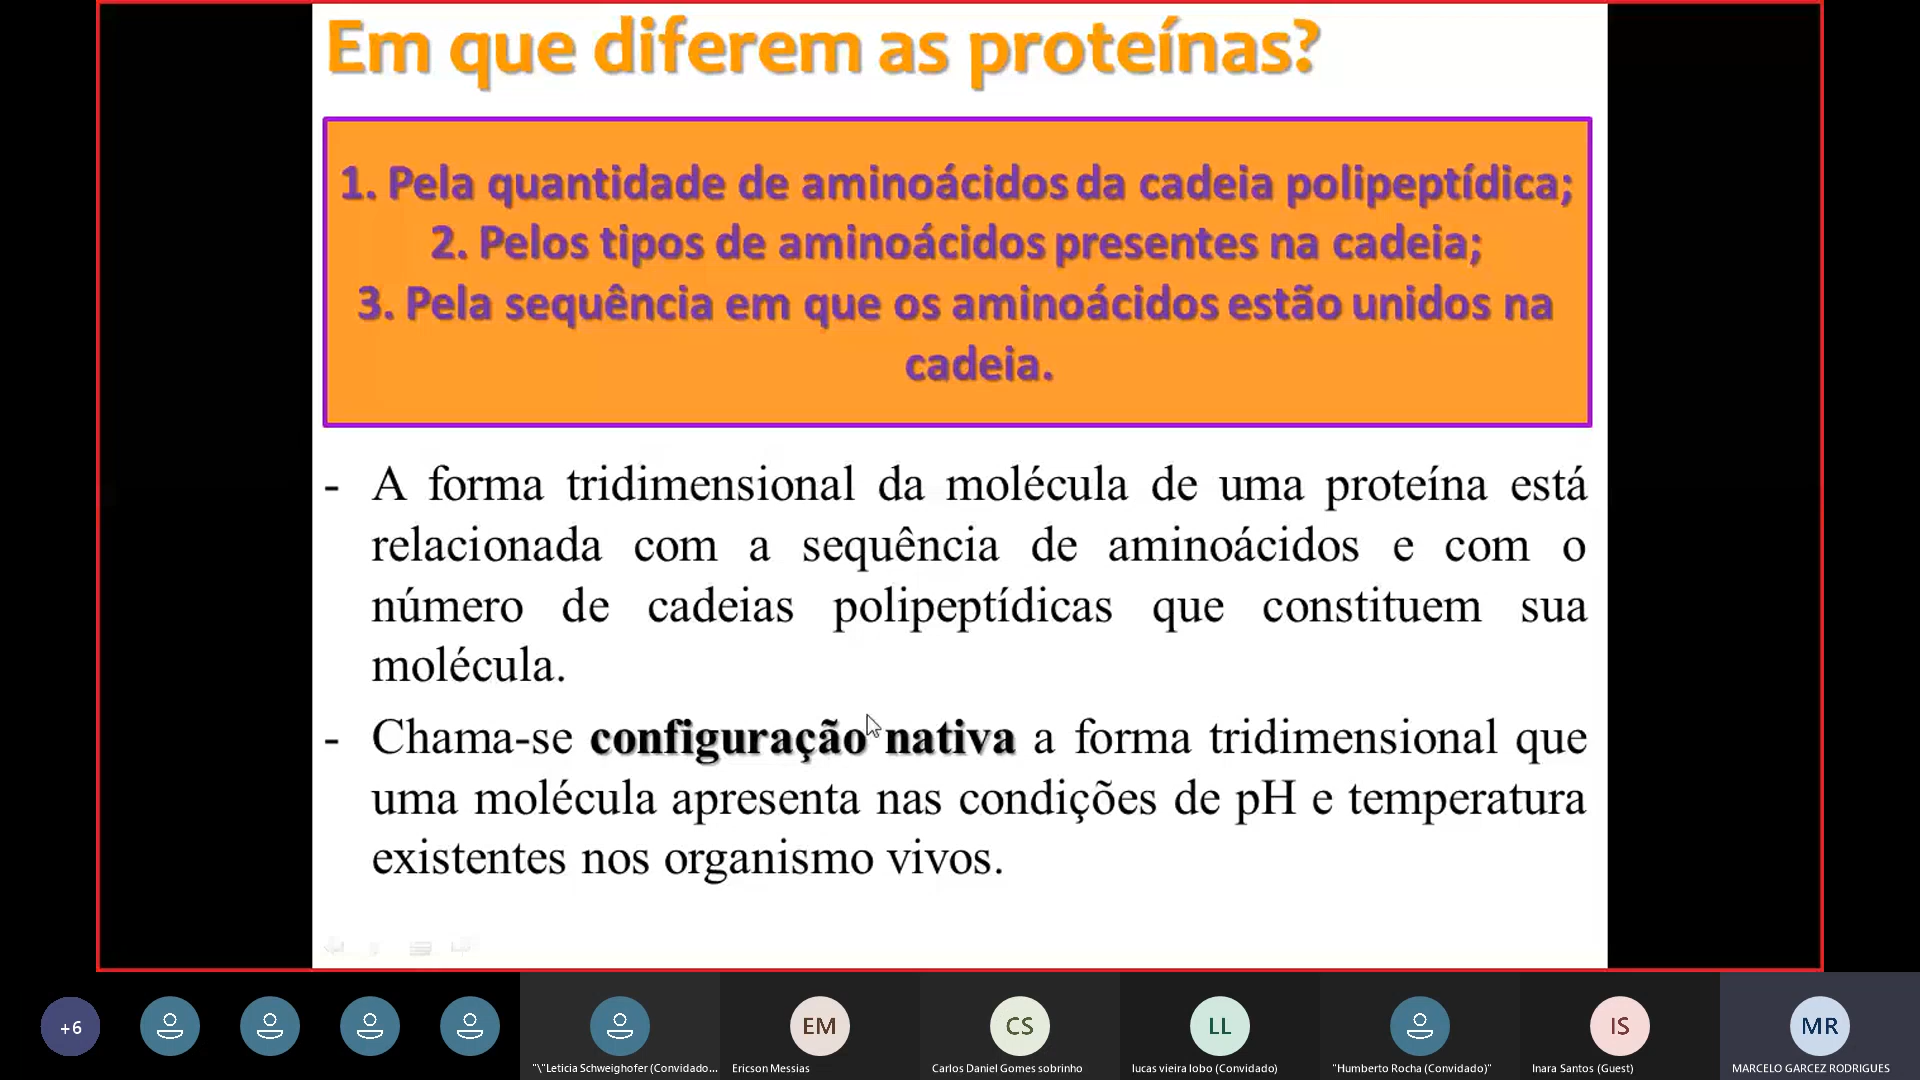 Em que diferem as proteínas?
1. Pela quantidade de aminoácidos da cadeia polipeptídica;
2. Pelos tipos de aminoácidos presentes na cadeia;
3. Pela sequência em que os aminoácidos estão unidos na
cadeia.
- A forma tridimensional da molécula de uma proteína está
relacionada com a sequência de aminoácidos e com o
número de cadeias polipeptídicas que constituem sua
molécula.
- Chama-se configuração nativa a forma tridimensional que
uma molécula apresenta nas condições de pH e temperatura
existentes nos organismo vivos.
+6
EM
CS
LL
IS
MR
"\"Leticia Schweighofer (Convidado...
Ericson Messias
Carlos Daniel Gomes sobrinho
lucas vieira lobo (Convidado)
"Humberto Rocha (Convidado)"
Inara Santos (Guest)
MARCELO GARCEZ RODRIGUES